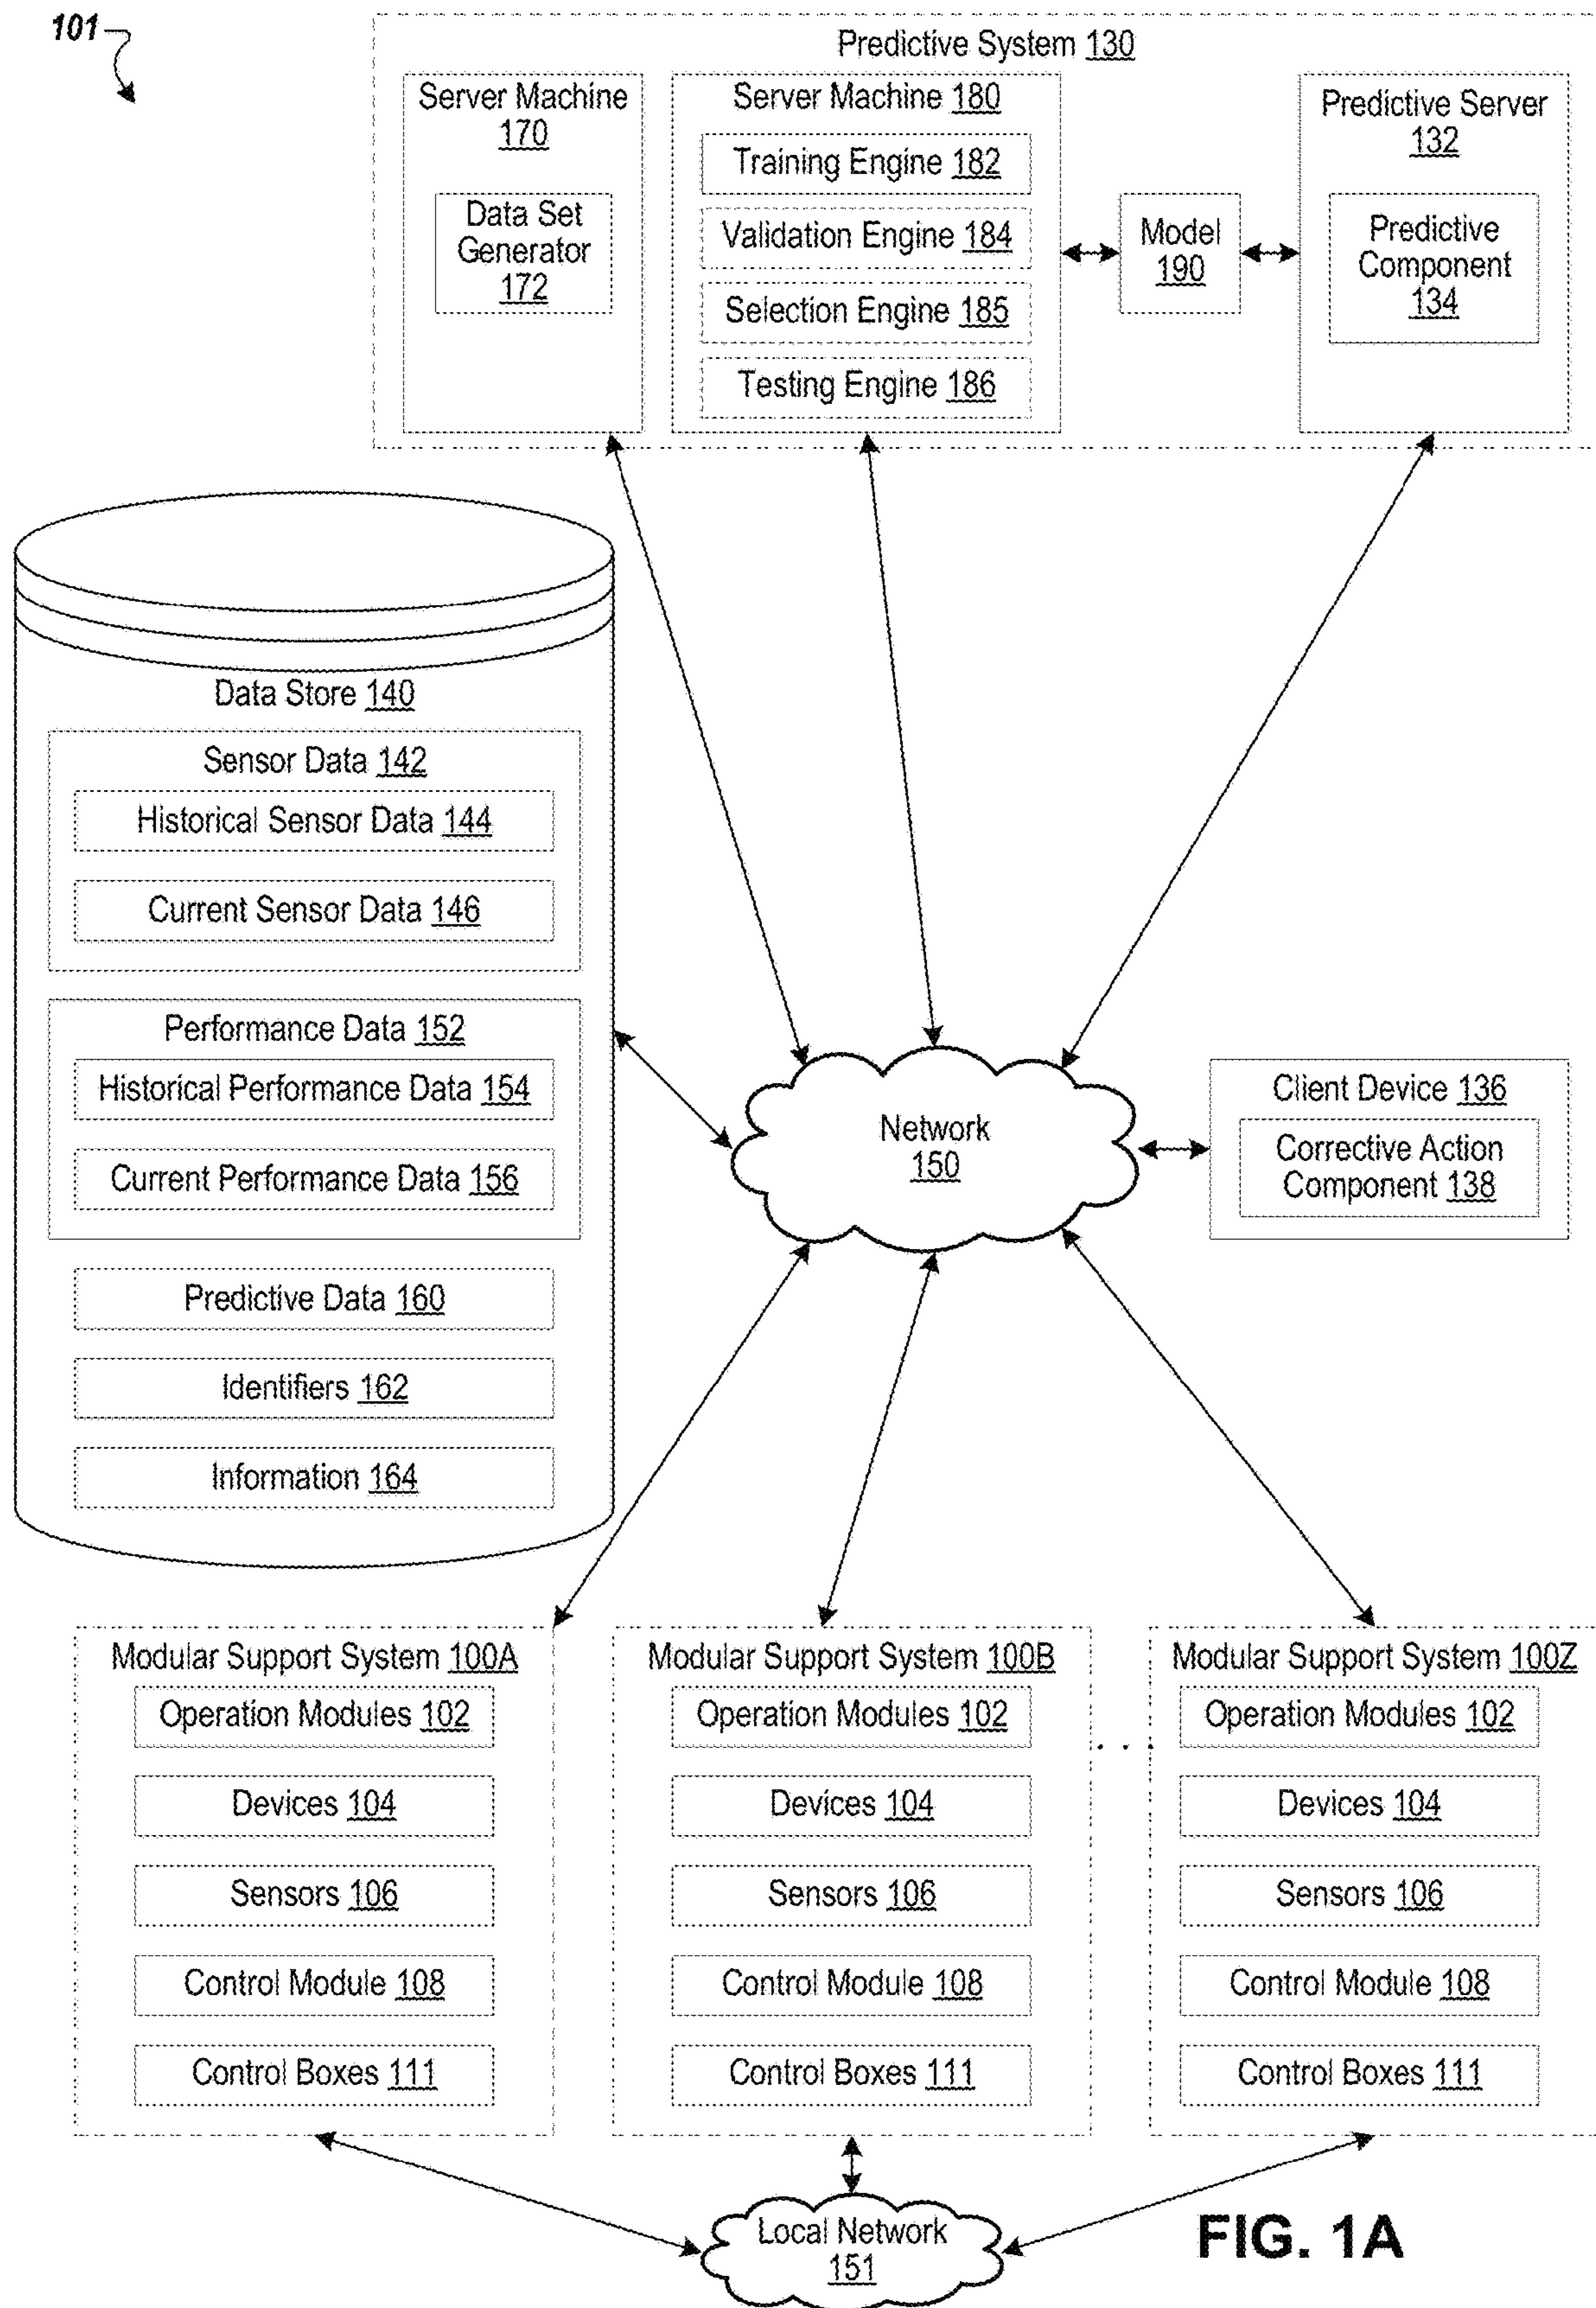 101
Predictive System 130
Server Machine
170
Data Set
Generator
172
Server Machine 180
Training Engine 182
Validation Engine 184
Selection Engine 185
Testing Engine 186
Model
190
Predictive Server
132
Predictive
Component
134
Data Store 140
Sensor Data 142
Historical Sensor Data 144
Current Sensor Data 146
Performance Data 152
Historical Performance Data 154
Current Performance Data 156
Predictive Data 160
Identifiers 162
Information 164
Network
150
Client Device 136
Corrective Action
Component 138
Modular Support System 100A
Operation Modules 102
Devices 104
Sensors 106
Control Module 108
Control Boxes 111
Modular Support System 100B
Operation Modules 102
Devices 104
Sensors 106
Control Module 108
Control Boxes 111
. . .
Modular Support System 100Z
Operation Modules 102
Devices 104
Sensors 106
Control Module 108
Control Boxes 111
Local Network
151
FIG. 1A